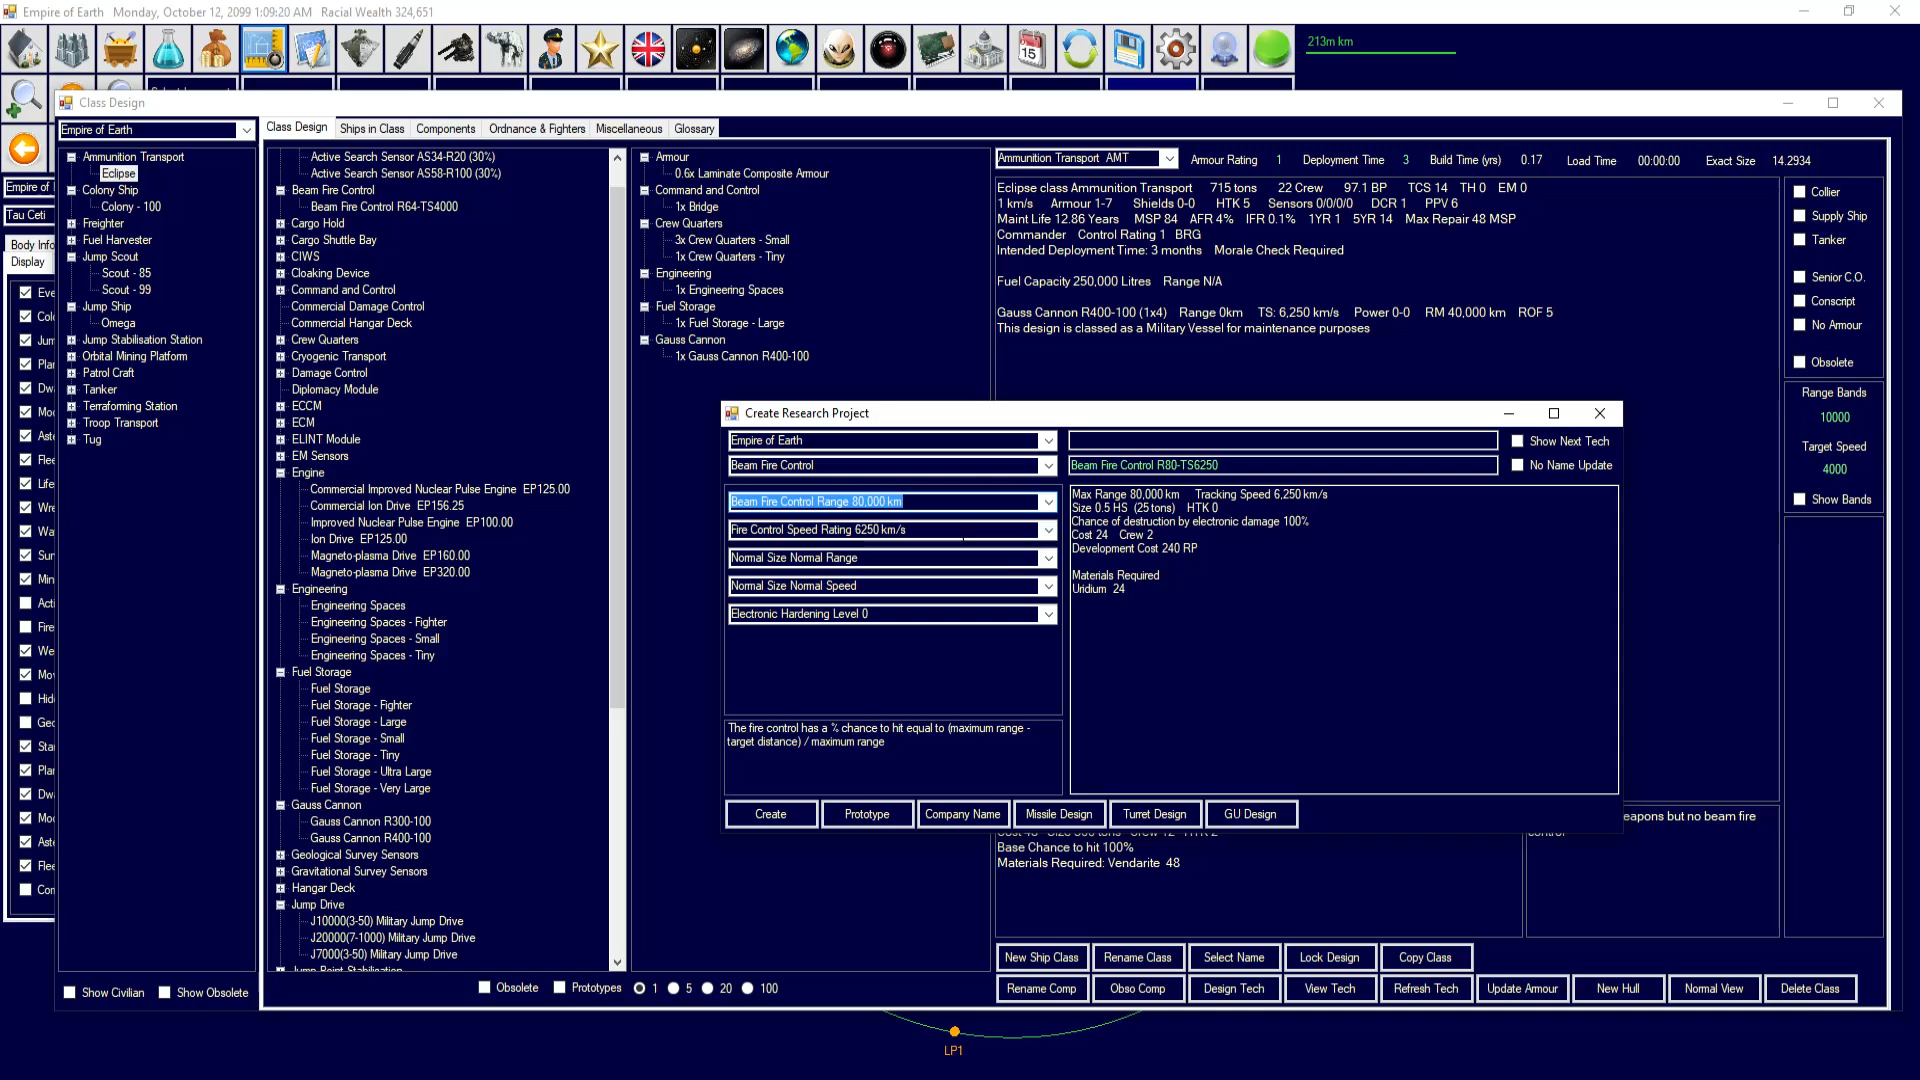 Empire of Earth   Monday, October 12, 2099 1:09:20 AM   Racial Wealth 324,651
213m km
Class Design
Empire of Earth
Class Design   Ships in Class   Components   Ordnance & Fighters   Miscellaneous   Glossary
Empire of
Tau Ceti
Body Info
Display
Ammunition Transport
Eclipse
Colony Ship
Colony - 100
Freighter
Fuel Harvester
Jump Scout
Scout - 85
Scout - 99
Jump Ship
Omega
Jump Stabilisation Station
Orbital Mining Platform
Patrol Craft
Tanker
Terraforming Station
Troop Transport
Tug
Show Civilian   Show Obsolete
Active Search Sensor AS34-R20 (30%)
Active Search Sensor AS58-R100 (30%)
Beam Fire Control
Beam Fire Control R64-TS4000
Cargo Hold
Cargo Shuttle Bay
CIWS
Cloaking Device
Command and Control
Commercial Damage Control
Commercial Hangar Deck
Crew Quarters
Cryogenic Transport
Damage Control
Diplomacy Module
ECCM
ECM
ELINT Module
EM Sensors
Engine
Commercial Improved Nuclear Pulse Engine  EP125.00
Commercial Ion Drive  EP156.25
Improved Nuclear Pulse Engine  EP100.00
Ion Drive  EP125.00
Magneto-plasma Drive  EP160.00
Magneto-plasma Drive  EP320.00
Engineering
Engineering Spaces
Engineering Spaces - Fighter
Engineering Spaces - Small
Engineering Spaces - Tiny
Fuel Storage
Fuel Storage
Fuel Storage - Fighter
Fuel Storage - Large
Fuel Storage - Small
Fuel Storage - Tiny
Fuel Storage - Ultra Large
Fuel Storage - Very Large
Gauss Cannon
Gauss Cannon R300-100
Gauss Cannon R400-100
Geological Survey Sensors
Gravitational Survey Sensors
Hangar Deck
Jump Drive
J10000(3-50) Military Jump Drive
J20000(7-1000) Military Jump Drive
J7000(3-50) Military Jump Drive
Jump Point Stabilisation
Obsolete   Prototypes   1   5   20   100
Armour
0.6x Laminate Composite Armour
Command and Control
1x Bridge
Crew Quarters
3x Crew Quarters - Small
1x Crew Quarters - Tiny
Engineering
1x Engineering Spaces
Fuel Storage
1x Fuel Storage - Large
Gauss Cannon
1x Gauss Cannon R400-100
Ammunition Transport  AMT   Armour Rating   1   Deployment Time   3   Build Time (yrs)   0.17   Load Time   00:00:00   Exact Size   14.2934
Eclipse class Ammunition Transport      715 tons      22 Crew      97.1 BP      TCS 14    TH 0    EM 0
1 km/s    Armour 1-7    Shields 0-0    HTK 5    Sensors 0/0/0/0    DCR 1    PPV 6
Maint Life 12.86 Years    MSP 84    AFR 4%    IFR 0.1%    1YR 1    5YR 14    Max Repair 48 MSP
Commander    Control Rating 1   BRG
Intended Deployment Time: 3 months    Morale Check Required
Fuel Capacity 250,000 Litres    Range N/A
Gauss Cannon R400-100 (1x4)    Range 0km    TS: 6,250 km/s    Power 0-0    RM 40,000 km    ROF 5
This design is classed as a Military Vessel for maintenance purposes
Collier
Supply Ship
Tanker
Senior C.O.
Conscript
No Armour
Obsolete
Range Bands
10000
Target Speed
4000
Show Bands
Create Research Project
Empire of Earth   Show Next Tech
Beam Fire Control   Beam Fire Control R80-TS6250   No Name Update
Beam Fire Control Range 80,000 km
Fire Control Speed Rating 6250 km/s
Normal Size Normal Range
Normal Size Normal Speed
Electronic Hardening Level 0
The fire control has a % chance to hit equal to (maximum range -
target distance) / maximum range
Max Range 80,000 km    Tracking Speed 6,250 km/s
Size 0.5 HS  (25 tons)    HTK 0
Chance of destruction by electronic damage 100%
Cost 24   Crew 2
Development Cost 240 RP
Materials Required
Uridium  24
Create   Prototype   Company Name   Missile Design   Turret Design   GU Design
eapons but no beam fire
Base Chance to hit 100%
Materials Required: Vendarite  48
New Ship Class   Rename Class   Select Name   Lock Design   Copy Class
Rename Comp   Obso Comp   Design Tech   View Tech   Refresh Tech   Update Armour   New Hull   Normal View   Delete Class
LP1